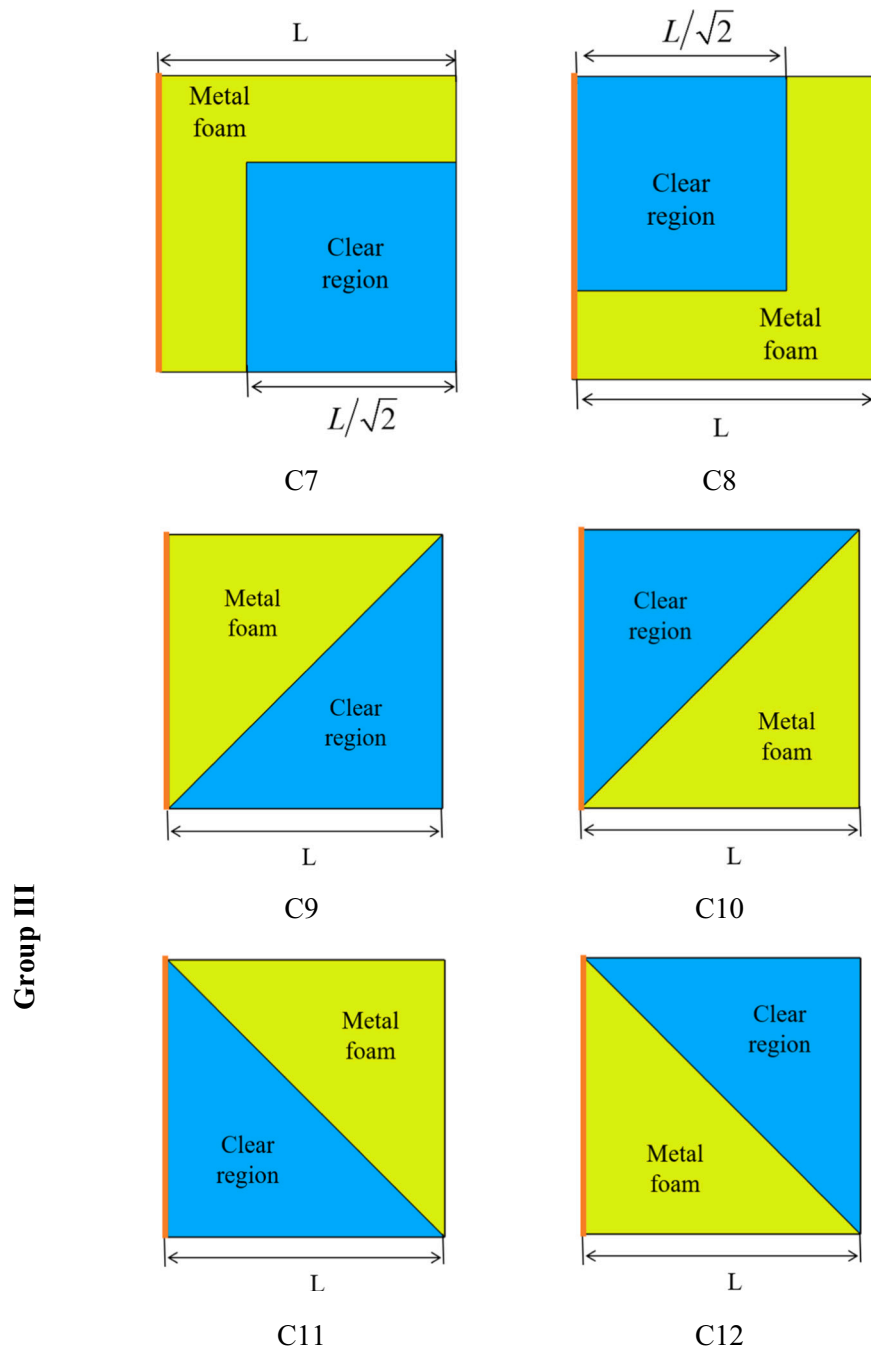 L
Metal
foam
Clear
region
L/√2
C7
L/√2
Clear
region
Metal
foam
L
C8
Group III
Metal
foam
Clear
region
L
C9
Clear
region
Metal
foam
L
C10
Metal
foam
Clear
region
L
C11
Clear
region
Metal
foam
L
C12